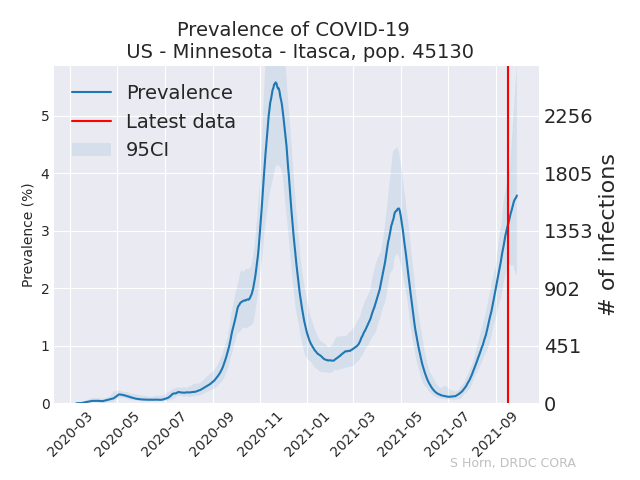 Prevalence of COVID-19
US - Minnesota - Itasca, pop. 45130
Prevalence
Latest data
95CI
Prevalence (%)
5
4
3
2
1
0
2256
1805
1353
902
451
0
# of infections
2020-03
2020-05
2020-07
2020-09
2020-11
2021-01
2021-03
2021-05
2021-07
2021-09
S Horn, DRDC CORA